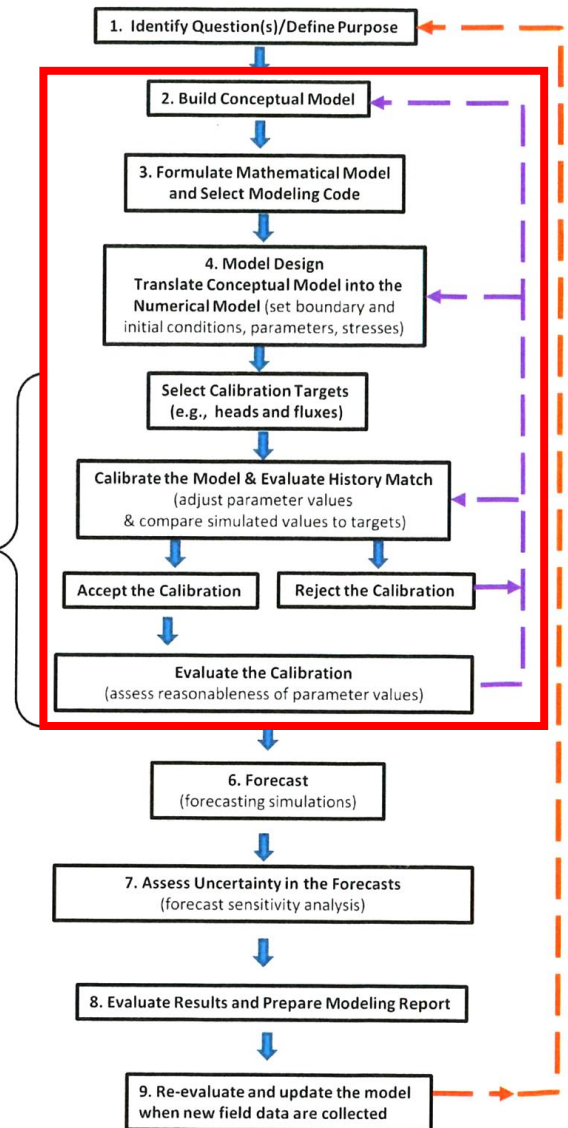 1. Identify Question(s)/Define Purpose
2. Build Conceptual Model
3. Formulate Mathematical Model
and Select Modeling Code
4. Model Design
Translate Conceptual Model into the
Numerical Model (set boundary and
initial conditions, parameters, stresses)
Select Calibration Targets
(e.g., heads and fluxes)
Calibrate the Model & Evaluate History Match
(adjust parameter values
& compare simulated values to targets)
Accept the Calibration
Reject the Calibration
Evaluate the Calibration
(assess reasonableness of parameter values)
6. Forecast
(forecasting simulations)
7. Assess Uncertainty in the Forecasts
(forecast sensitivity analysis)
8. Evaluate Results and Prepare Modeling Report
9. Re-evaluate and update the model
when new field data are collected